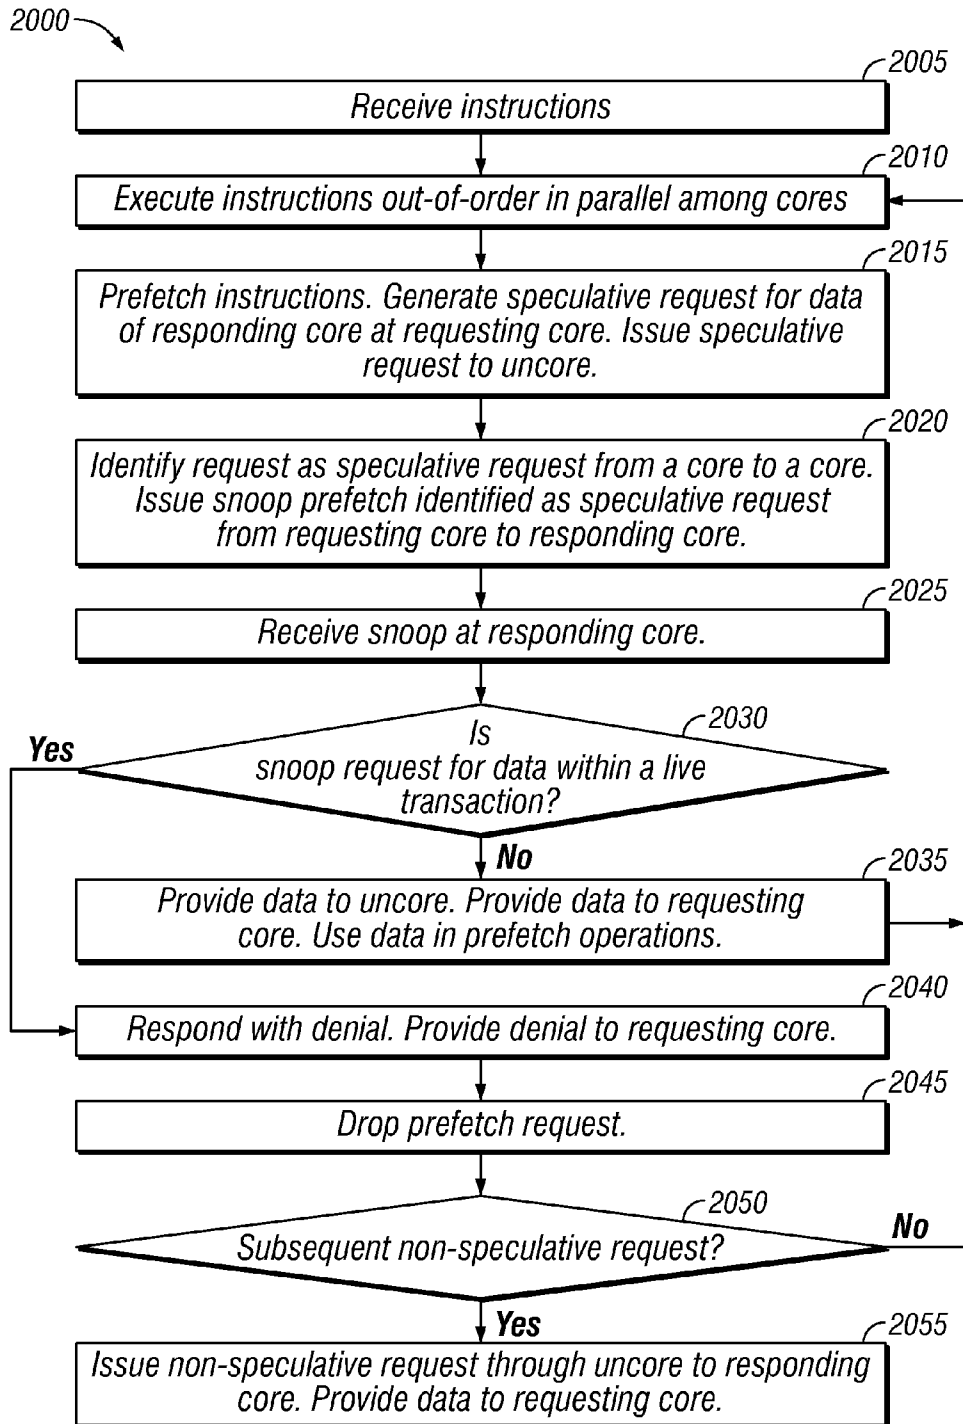 2000
2005
Receive instructions
2010
Execute instructions out-of-order in parallel among cores
2015
Prefetch instructions. Generate speculative request for data
of responding core at requesting core. Issue speculative
request to uncore.
2020
Identify request as speculative request from a core to a core.
Issue snoop prefetch identified as speculative request
from requesting core to responding core.
2025
Receive snoop at responding core.
2030
Yes
Is
snoop request for data within a live
transaction?
No
2035
Provide data to uncore. Provide data to requesting
core. Use data in prefetch operations.
2040
Respond with denial. Provide denial to requesting core.
2045
Drop prefetch request.
2050
No
Subsequent non-speculative request?
Yes
2055
Issue non-speculative request through uncore to responding
core. Provide data to requesting core.